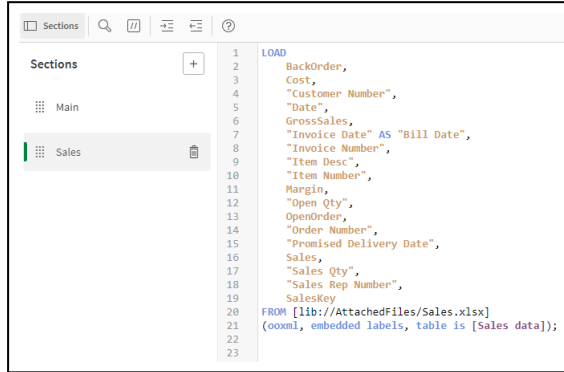 Sections
Sections
Main
Sales
1 LOAD
2 BackOrder,
3 Cost,
4 "Customer Number",
5 "Date",
6 GrossSales,
7 "Invoice Date" AS "Bill Date",
8 "Invoice Number",
9 "Item Desc",
10 "Item Number",
11 Margin,
12 "Open Qty",
13 OpenOrder,
14 "Order Number",
15 "Promised Delivery Date",
16 Sales,
17 "Sales Qty",
18 "Sales Rep Number",
19 SalesKey
20 FROM [lib://AttachedFiles/Sales.xlsx]
21 (ooxml, embedded labels, table is [Sales data]);
22
23